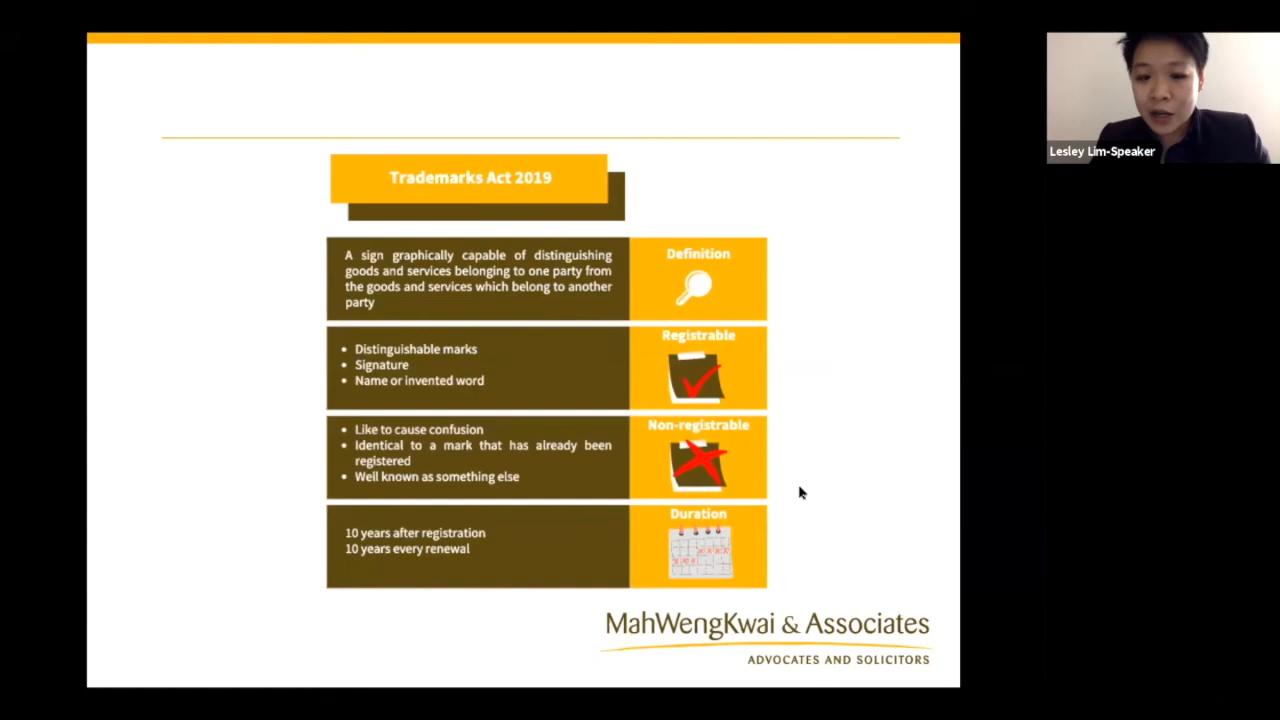 Trademarks Act 2019
A sign graphically capable of distinguishing
goods and services belonging to one party from
the goods and services which belong to another
party
Definition
• Distinguishable marks
• Signature
• Name or invented word
Registrable
• Like to cause confusion
• Identical to a mark that has already been
registered
• Well known as something else
Non-registrable
10 years after registration
10 years every renewal
Duration
MahWengKwai & Associates
ADVOCATES AND SOLICITORS
Lesley Lim-Speaker